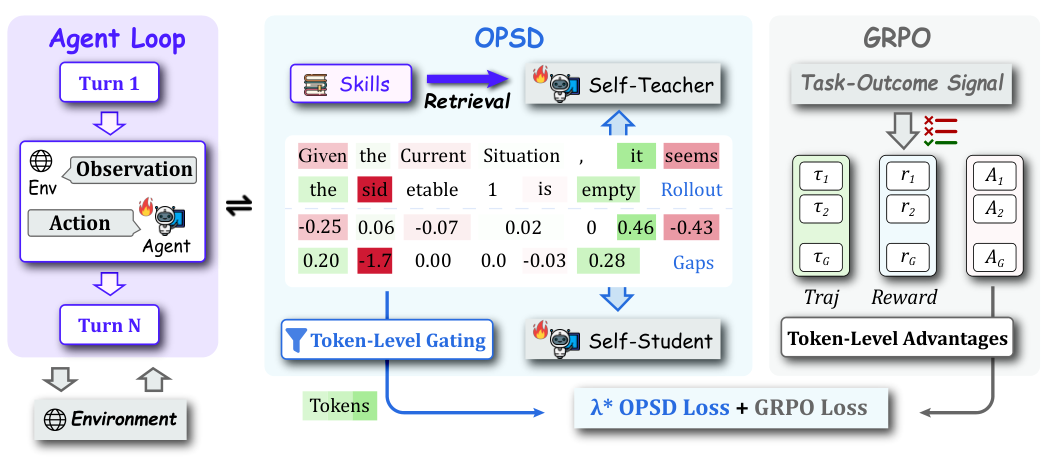 Agent Loop
Turn 1
Env
Observation
Action
Agent
Turn N
Environment
OPSD
Skills
Retrieval
Self-Teacher
Given the Current Situation , it seems
the sid etable 1 is empty Rollout
-0.25 0.06 -0.07 0.02 0 0.46 -0.43
0.20 -1.7 0.00 0.0 -0.03 0.28 Gaps
Token-Level Gating
Self-Student
Tokens
GRPO
Task-Outcome Signal
τ1 r1 A1
τ2 r2 A2
τG rG AG
Traj Reward
Token-Level Advantages
λ* OPSD Loss + GRPO Loss